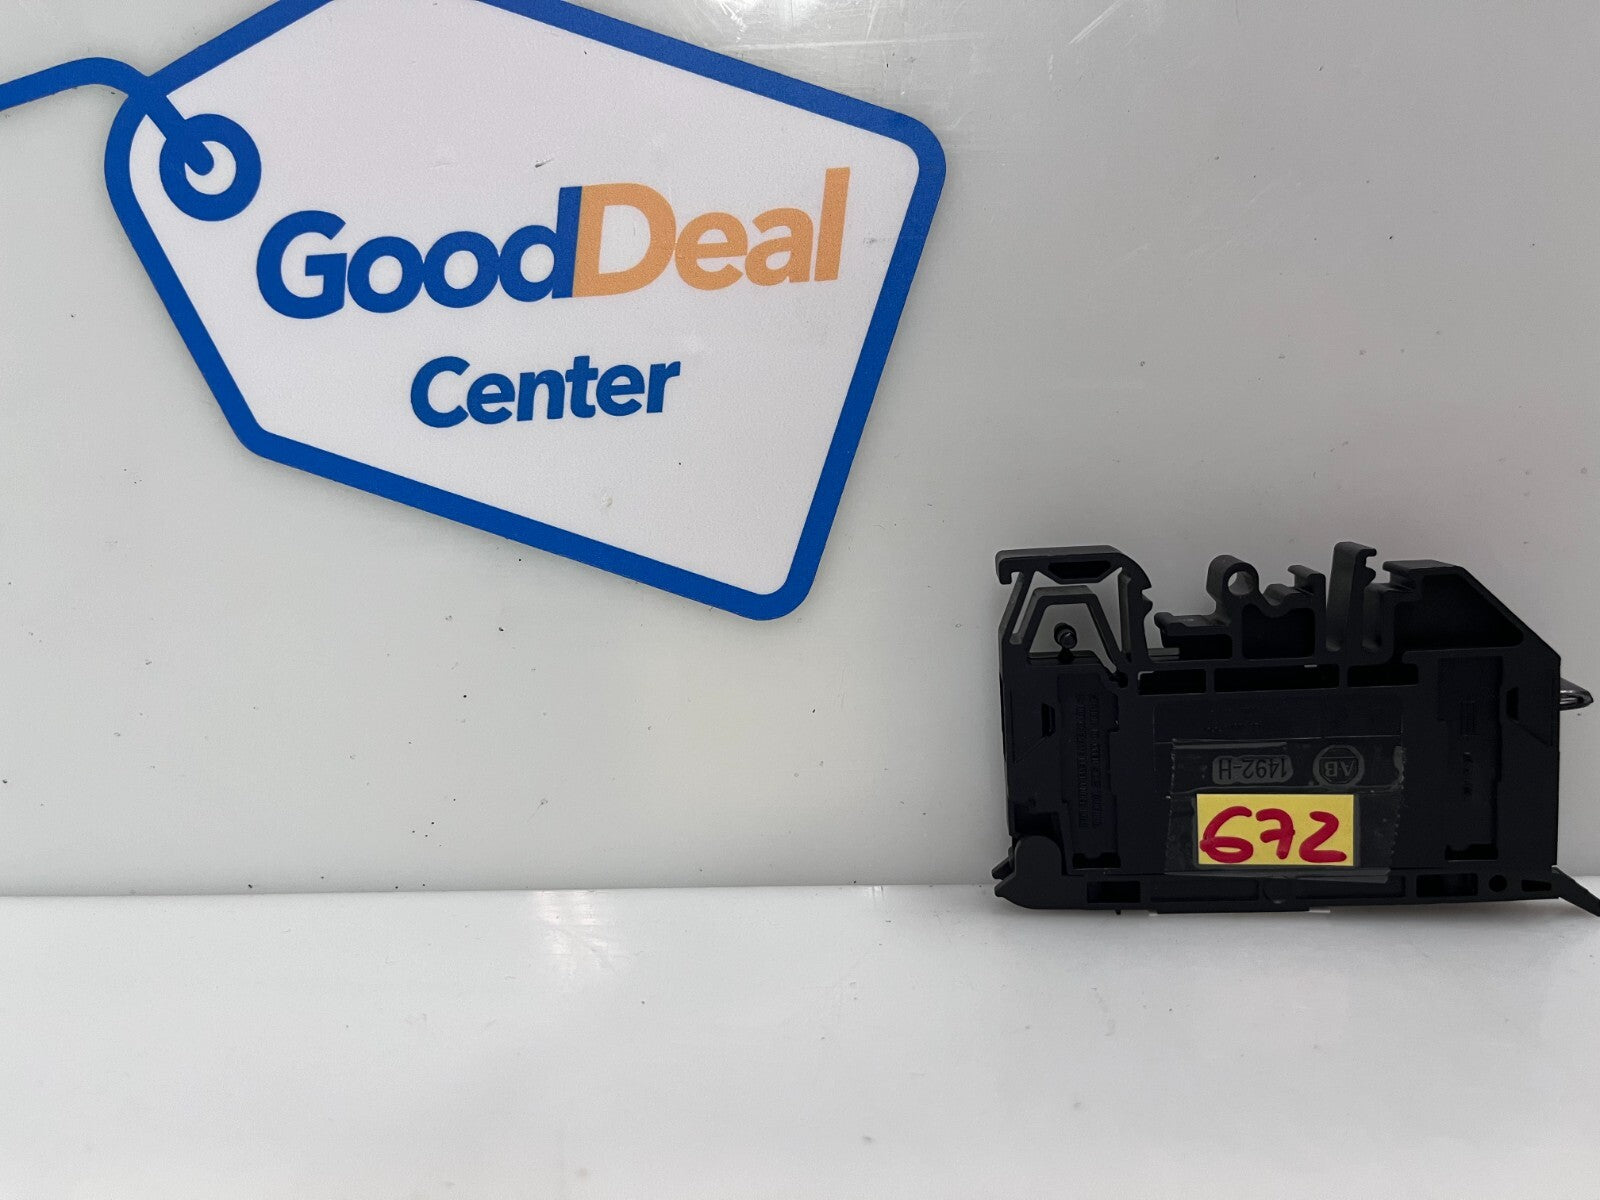 GoodDeal
Center
1492-H
AB
672